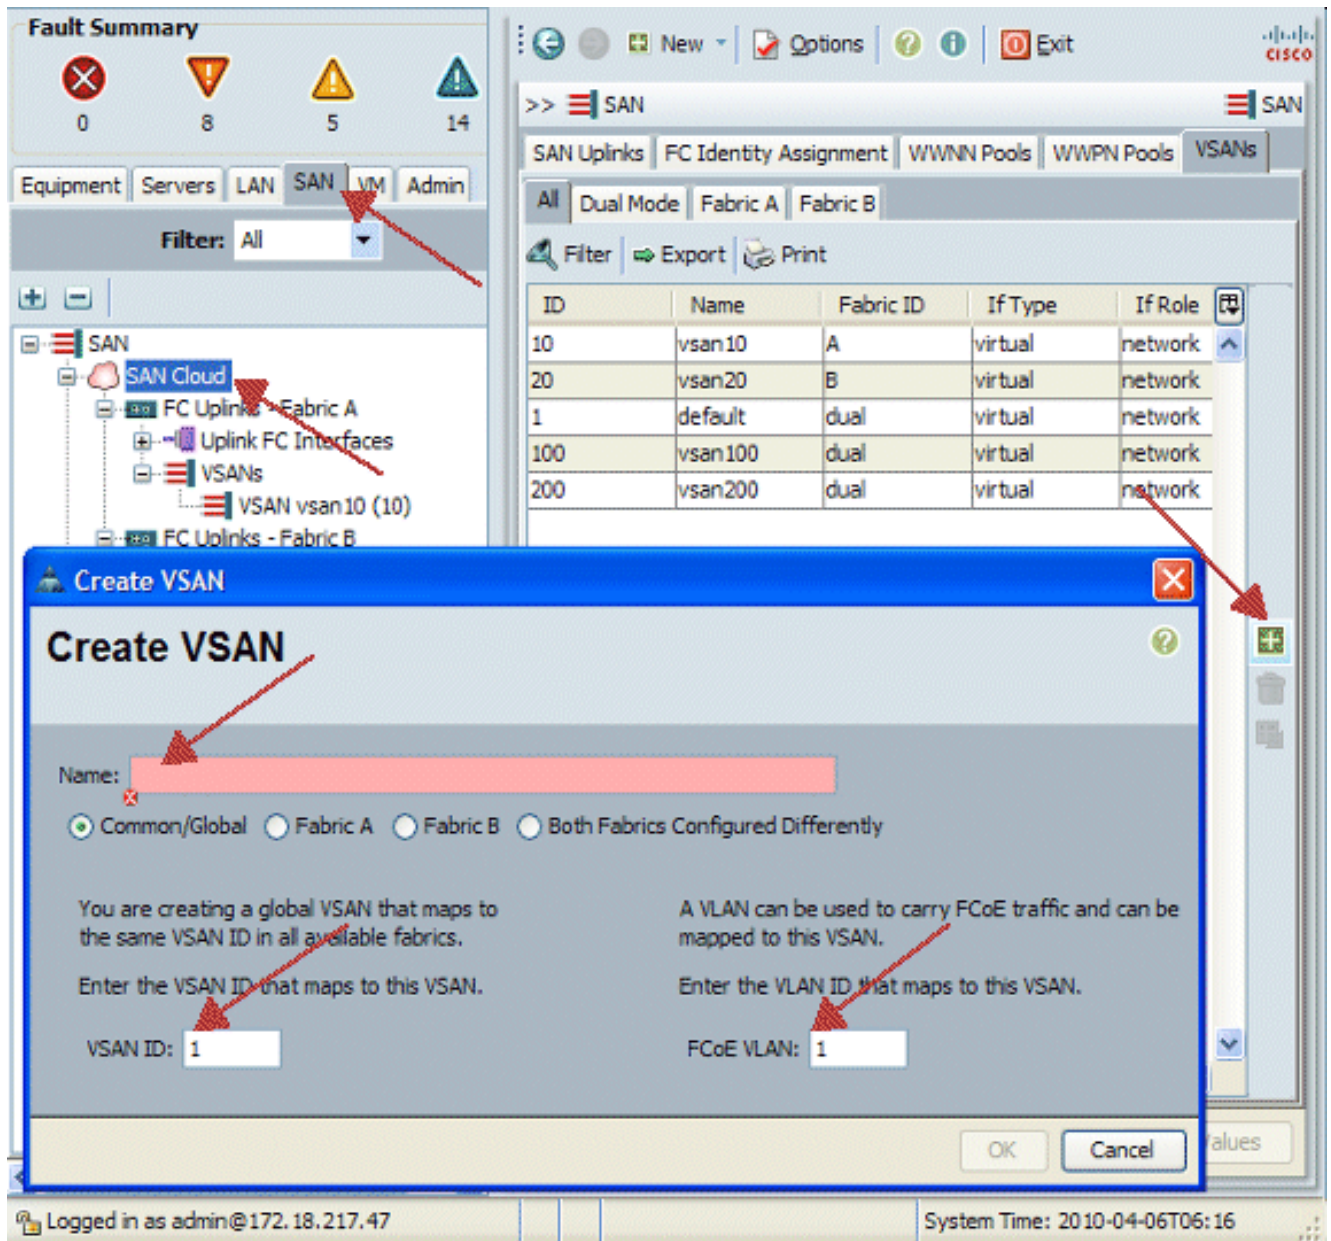 Fault Summary
0 8 5 14
Equipment Servers LAN SAN VM Admin
Filter: All
SAN
SAN Cloud
FC Uplinks - Fabric A
Uplink FC Interfaces
VSANs
VSAN vsan10 (10)
FC Uplinks - Fabric B
New Options Exit
CISCO
>> SAN SAN
SAN Uplinks FC Identity Assignment WWNN Pools WWPN Pools VSANs
All Dual Mode Fabric A Fabric B
Filter Export Print
ID Name Fabric ID If Type If Role
10 vsan10 A virtual network
20 vsan20 B virtual network
1 default dual virtual network
100 vsan100 dual virtual network
200 vsan200 dual virtual network
Create VSAN
Create VSAN
Name:
Common/Global Fabric A Fabric B Both Fabrics Configured Differently
You are creating a global VSAN that maps to
the same VSAN ID in all available fabrics.
Enter the VSAN ID that maps to this VSAN.
VSAN ID: 1
A VLAN can be used to carry FCoE traffic and can be
mapped to this VSAN.
Enter the VLAN ID that maps to this VSAN.
FCoE VLAN: 1
OK Cancel
Logged in as admin@172.18.217.47
System Time: 2010-04-06T06:16